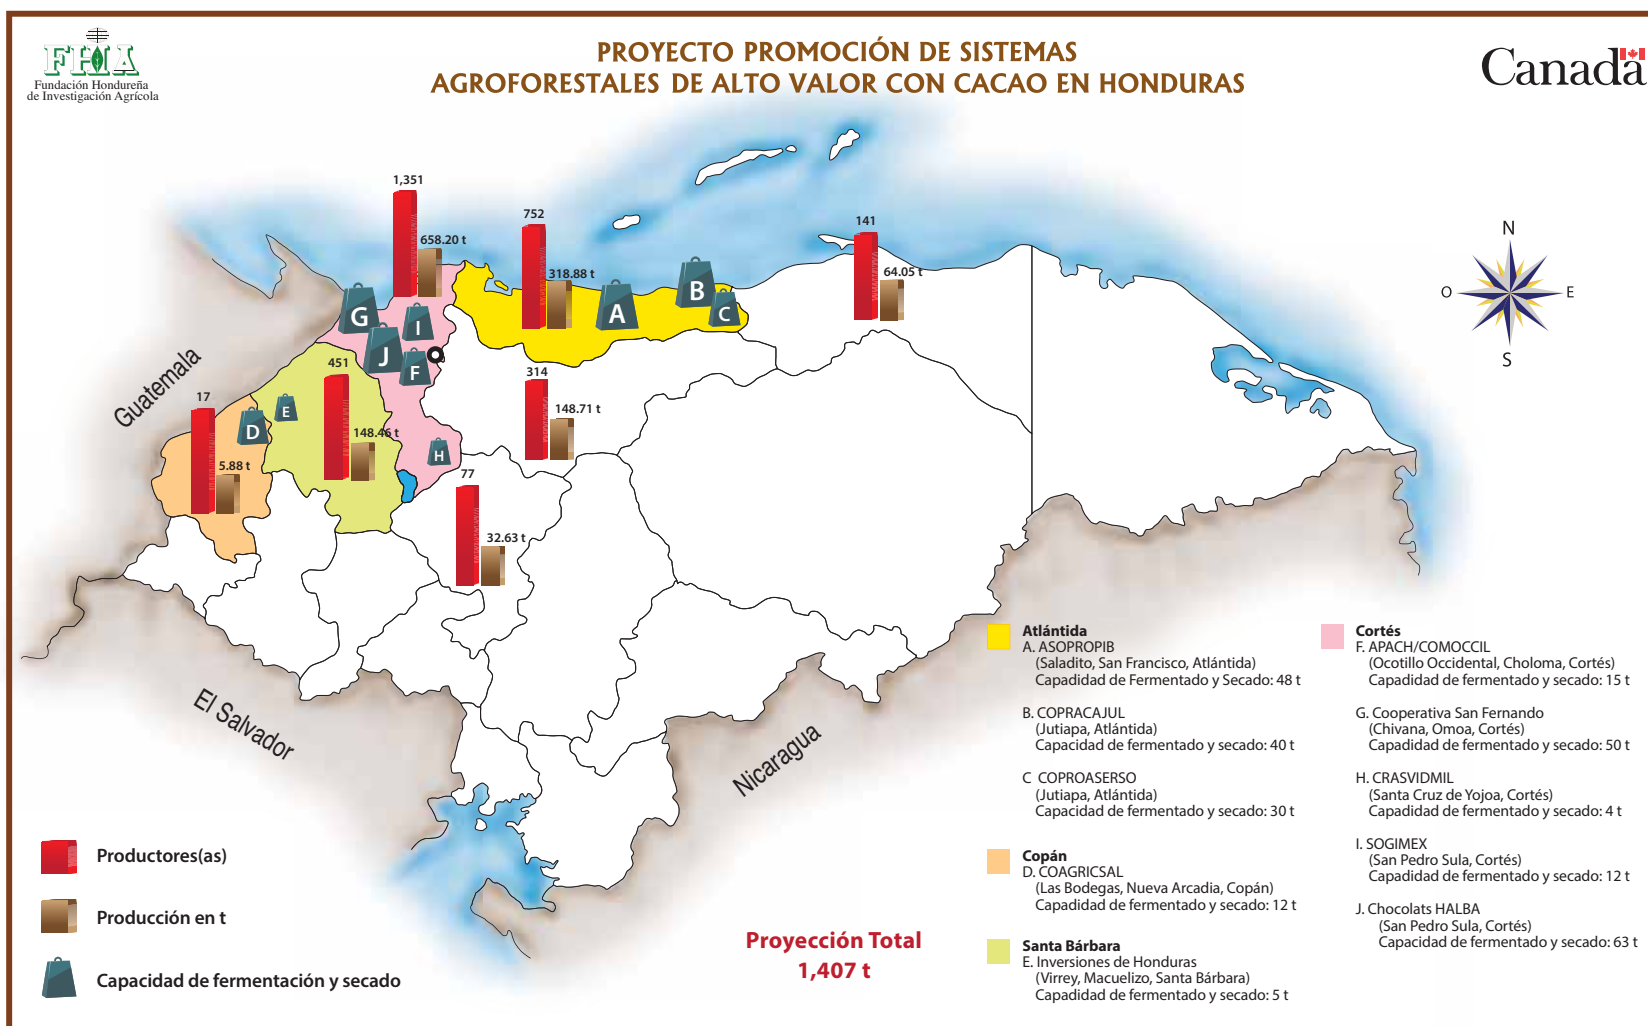 FHIA
Fundación Hondureña
de Investigación Agrícola
PROYECTO PROMOCIÓN DE SISTEMAS
AGROFORESTALES DE ALTO VALOR CON CACAO EN HONDURAS
Canada
1,351
658.20 t
752
318.88 t
141
64.05 t
G
I
J
F
A
B
C
N
O
E
S
Guatemala
451
148.46 t
17
5.88 t
D
E
H
314
148.71 t
77
32.63 t
El Salvador
Nicaragua
Productores(as)
Producción en t
Capacidad de fermentación y secado
Proyección Total
1,407 t
Atlántida
A. ASOPROPIB
(Saladito, San Francisco, Atlántida)
Capadidad de Fermentado y Secado: 48 t
B. COPRACAJUL
(Jutiapa, Atlántida)
Capacidad de fermentado y secado: 40 t
C COPROASERSO
(Jutiapa, Atlántida)
Capacidad de fermentado y secado: 30 t
Copán
D. COAGRICSAL
(Las Bodegas, Nueva Arcadia, Copán)
Capadidad de fermentado y secado: 12 t
Santa Bárbara
E. Inversiones de Honduras
(Virrey, Macuelizo, Santa Bárbara)
Capadidad de fermentado y secado: 5 t
Cortés
F. APACH/COMOCCIL
(Ocotillo Occidental, Choloma, Cortés)
Capadidad de fermentado y secado: 15 t
G. Cooperativa San Fernando
(Chivana, Omoa, Cortés)
Capadidad de fermentado y secado: 50 t
H. CRASVIDMIL
(Santa Cruz de Yojoa, Cortés)
Capadidad de fermentado y secado: 4 t
I. SOGIMEX
(San Pedro Sula, Cortés)
Capacidad de fermentado y secado: 12 t
J. Chocolats HALBA
(San Pedro Sula, Cortés)
Capacidad de fermentado y secado: 63 t